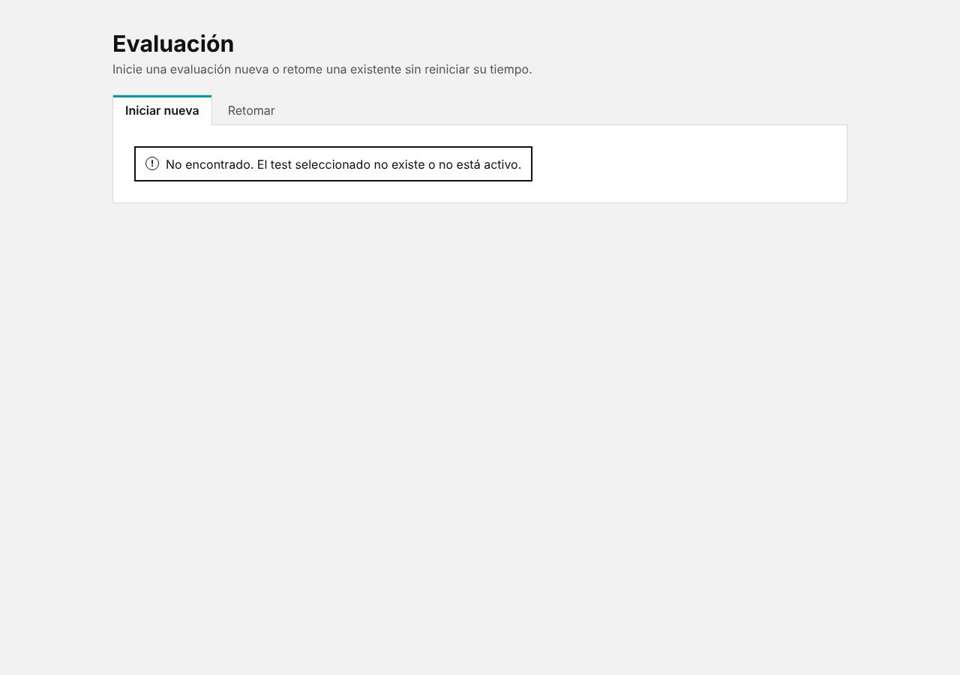 Evaluación
Inicie una evaluación nueva o retome una existente sin reiniciar su tiempo.
Iniciar nueva
Retomar
No encontrado. El test seleccionado no existe o no está activo.